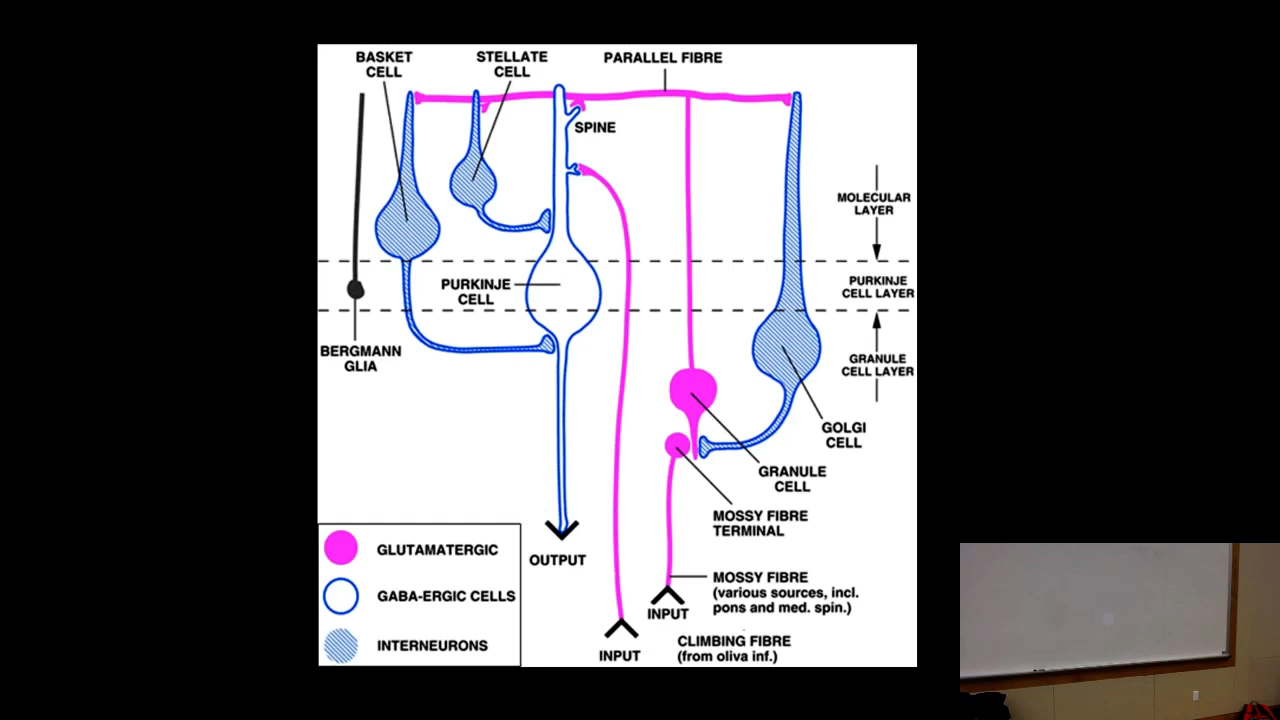 BASKET
CELL
STELLATE
CELL
PARALLEL FIBRE
SPINE
MOLECULAR
LAYER
PURKINJE
CELL
PURKINJE
CELL LAYER
BERGMANN
GLIA
GRANULE
CELL LAYER
GOLGI
CELL
GRANULE
CELL
MOSSY FIBRE
TERMINAL
OUTPUT
MOSSY FIBRE
(various sources, incl.
pons and med. spin.)
INPUT
CLIMBING FIBRE
(from oliva inf.)
INPUT
GLUTAMATERGIC
GABA-ERGIC CELLS
INTERNEURONS